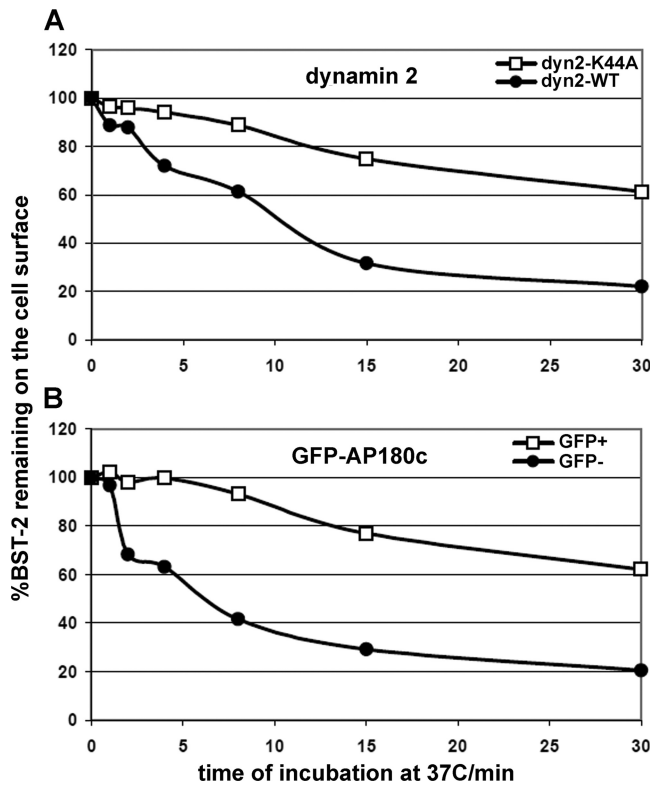 A
120
100
80
60
40
20
0
dynamin 2
dyn2-K44A
dyn2-WT
0 5 10 15 20 25 30
B
120
100
80
60
40
20
0
GFP-AP180c
GFP+
GFP-
0 5 10 15 20 25 30
%BST-2 remaining on the cell surface
time of incubation at 37C/min